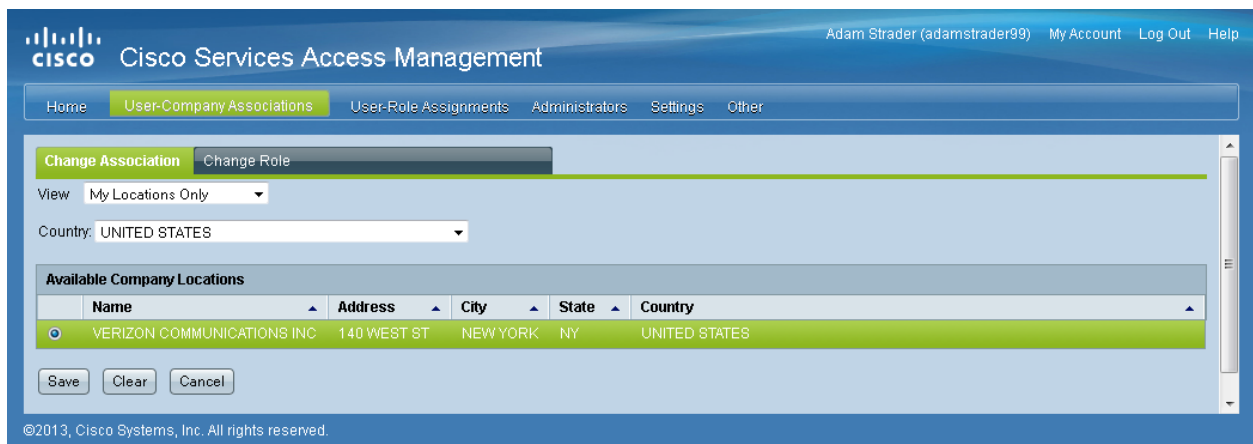 Adam Strader (adamstrader99) My Account Log Out Help
CISCO Cisco Services Access Management
Home User-Company Associations User-Role Assignments Administrators Settings Other
Change Association Change Role
View My Locations Only
Country: UNITED STATES
Available Company Locations
Name Address City State Country
VERIZON COMMUNICATIONS INC 140 WEST ST NEW YORK NY UNITED STATES
Save Clear Cancel
©2013, Cisco Systems, Inc. All rights reserved.